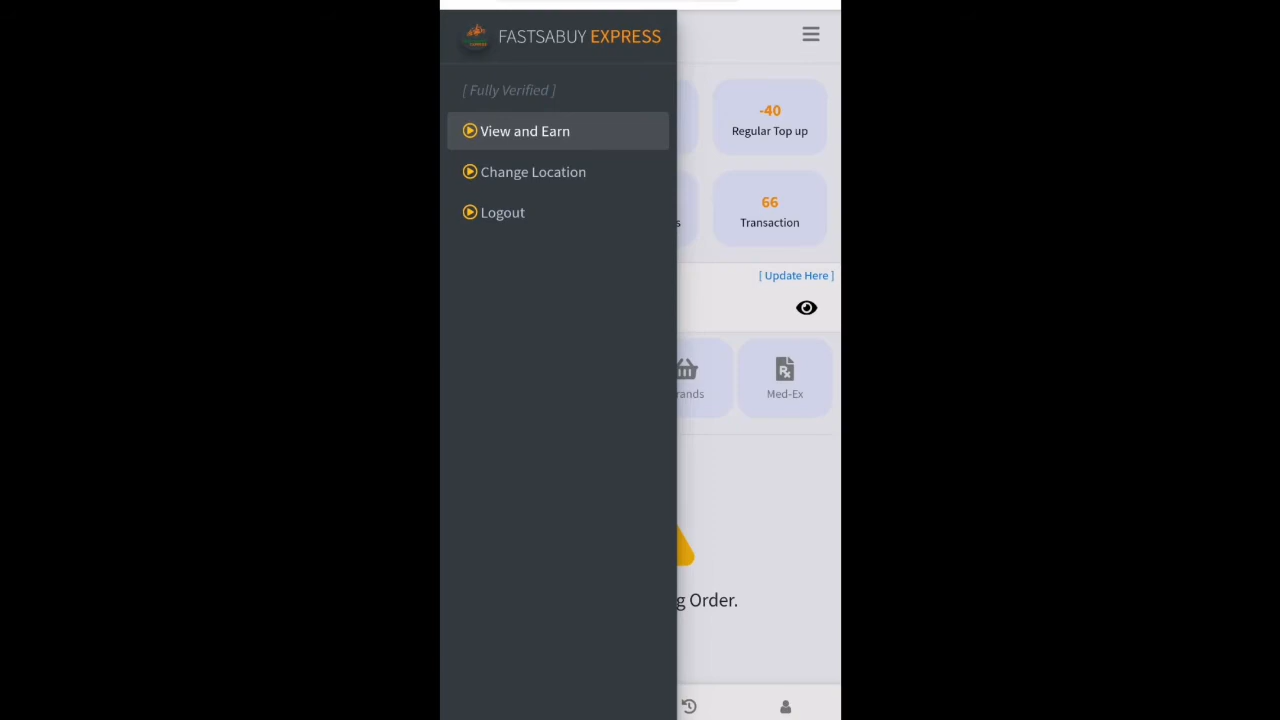 FASTSABUY EXPRESS
[ Fully Verified ]
View and Earn
Change Location
Logout
-40
Regular Top up
66
s
Transaction
[ Update Here ]
rands
Med-Ex
g Order.